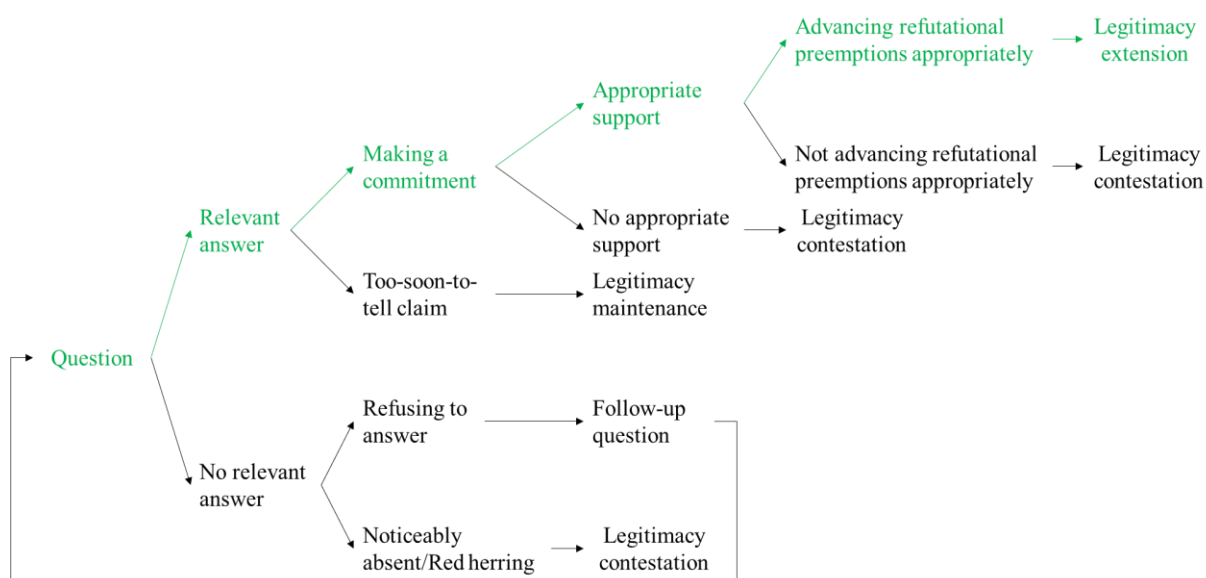 Advancing refutational
preemptions appropriately
Legitimacy
extension
Appropriate
support
Making a
commitment
Not advancing refutational
preemptions appropriately
Legitimacy
contestation
Relevant
answer
No appropriate
support
Legitimacy
contestation
Too-soon-to-
tell claim
Legitimacy
maintenance
Question
Refusing to
answer
Follow-up
question
No relevant
answer
Noticeably
absent/Red herring
Legitimacy
contestation